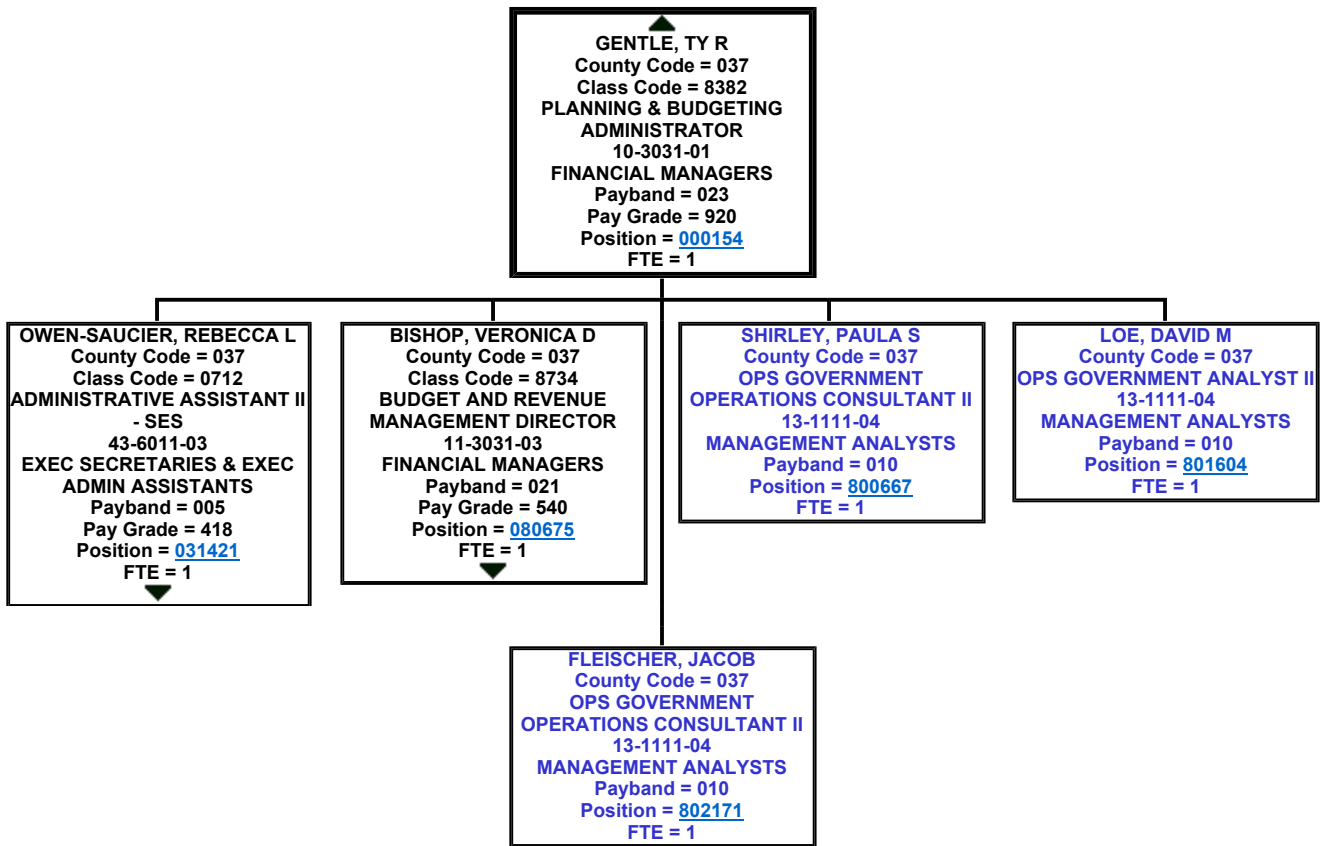 GENTLE, TY R
County Code = 037
Class Code = 8382
PLANNING & BUDGETING
ADMINISTRATOR
10-3031-01
FINANCIAL MANAGERS
Payband = 023
Pay Grade = 920
Position = 000154
FTE = 1
OWEN-SAUCIER, REBECCA L
County Code = 037
Class Code = 0712
ADMINISTRATIVE ASSISTANT II
- SES
43-6011-03
EXEC SECRETARIES & EXEC
ADMIN ASSISTANTS
Payband = 005
Pay Grade = 418
Position = 031421
FTE = 1
BISHOP, VERONICA D
County Code = 037
Class Code = 8734
BUDGET AND REVENUE
MANAGEMENT DIRECTOR
11-3031-03
FINANCIAL MANAGERS
Payband = 021
Pay Grade = 540
Position = 080675
FTE = 1
SHIRLEY, PAULA S
County Code = 037
OPS GOVERNMENT
OPERATIONS CONSULTANT II
13-1111-04
MANAGEMENT ANALYSTS
Payband = 010
Position = 800667
FTE = 1
LOE, DAVID M
County Code = 037
OPS GOVERNMENT ANALYST II
13-1111-04
MANAGEMENT ANALYSTS
Payband = 010
Position = 801604
FTE = 1
FLEISCHER, JACOB
County Code = 037
OPS GOVERNMENT
OPERATIONS CONSULTANT II
13-1111-04
MANAGEMENT ANALYSTS
Payband = 010
Position = 802171
FTE = 1